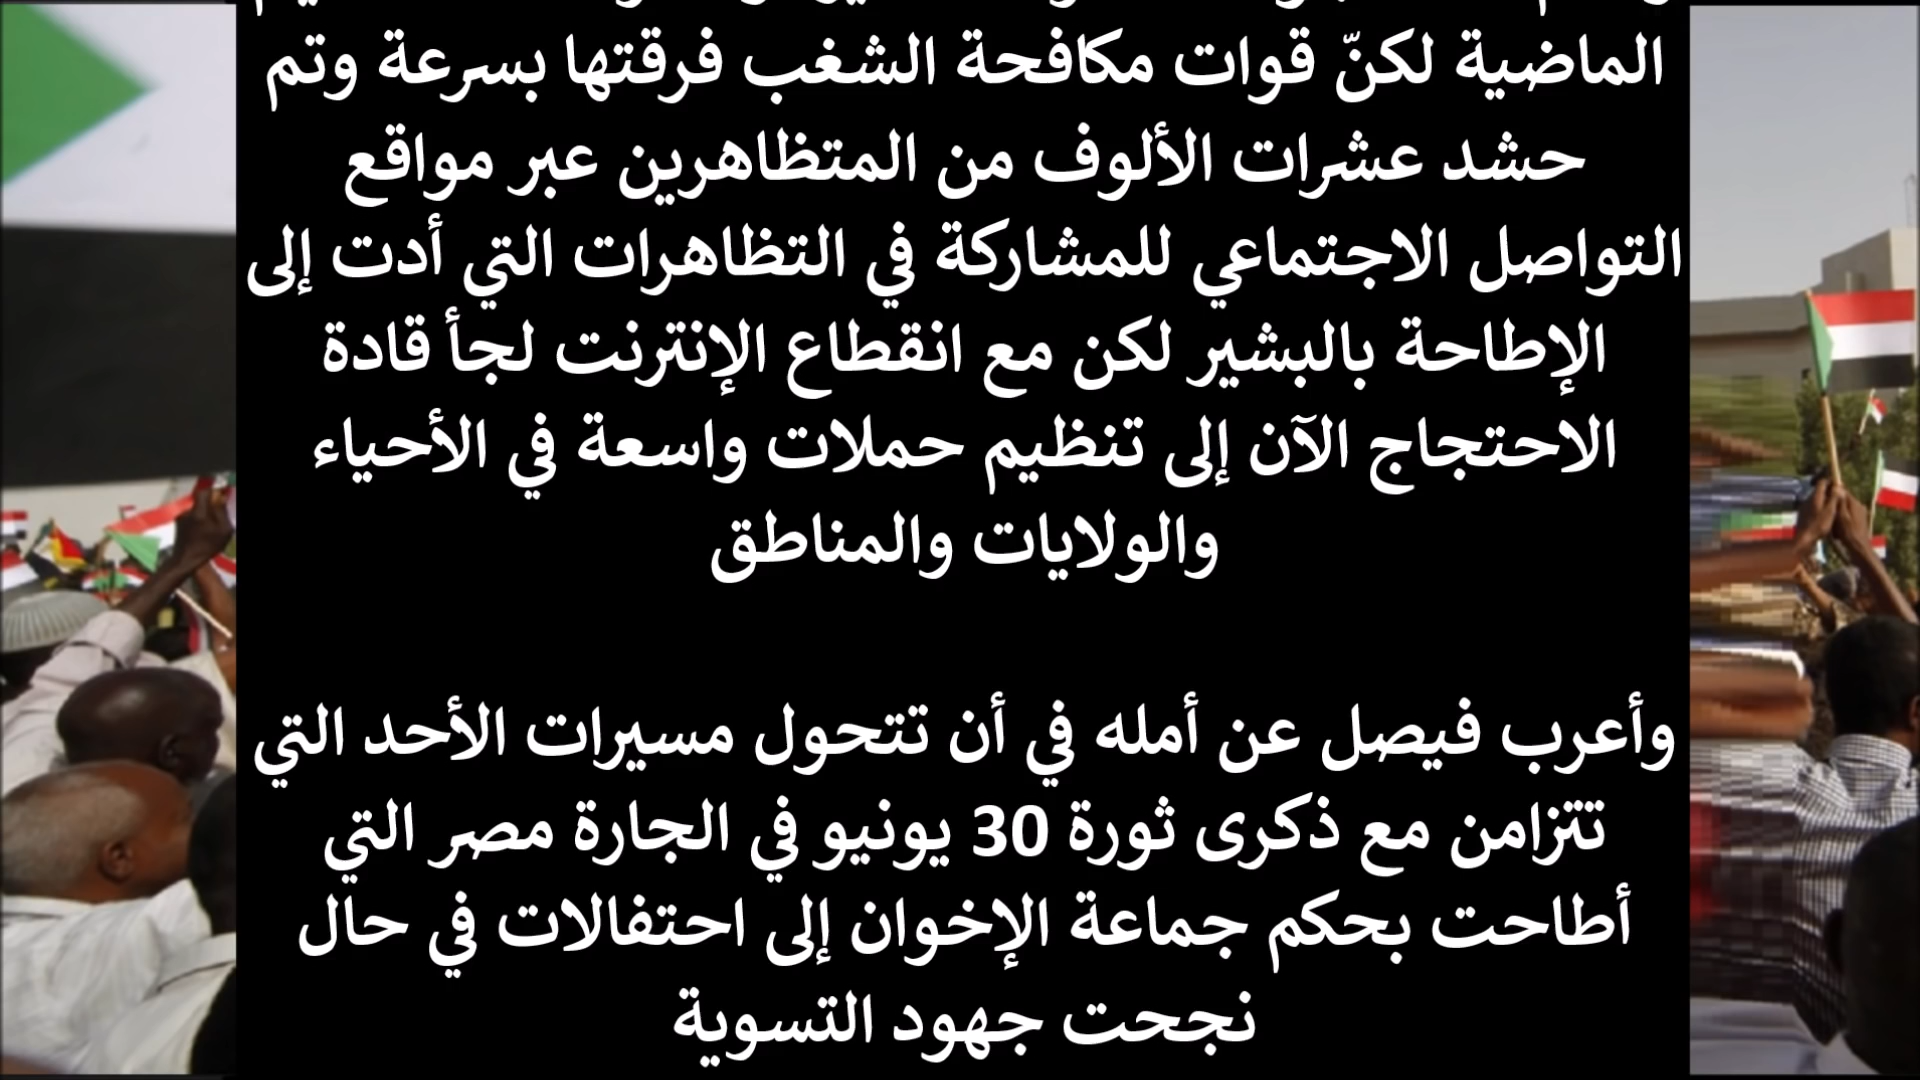 الماضية لكنّ قوات مكافحة الشغب فرقتها بسرعة وتم
حشد عشرات الألوف من المتظاهرين عبر مواقع
التواصل الاجتماعي للمشاركة في التظاهرات التي أدت إلى
الإطاحة بالبشير لكن مع انقطاع الإنترنت لجأ قادة
الاحتجاج الآن إلى تنظيم حملات واسعة في الأحياء
والولايات والمناطق
وأعرب فيصل عن أمله في أن تتحول مسيرات الأحد التي
تتزامن مع ذكرى ثورة 30 يونيو في الجارة مصر التي
أطاحت بحكم جماعة الإخوان إلى احتفالات في حال
نجحت جهود التسوية